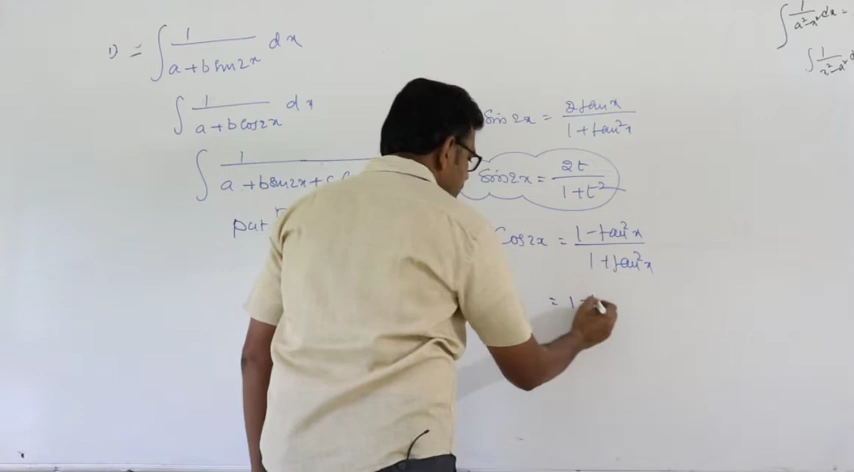 1) ∫ 1/(a+b sin2x) dx
∫ 1/(a+b cos2x) dx
∫ 1/(a + b sin2x + c
put
Sin 2x = 2tan x/(1+tan²x)
Sin2x = 2t/(1+t²)
Cos2x = (1-tan²x)/(1+tan²x)
= 1-
∫ 1/(a²-x²) dx =
∫ 1/(x²-a²) d